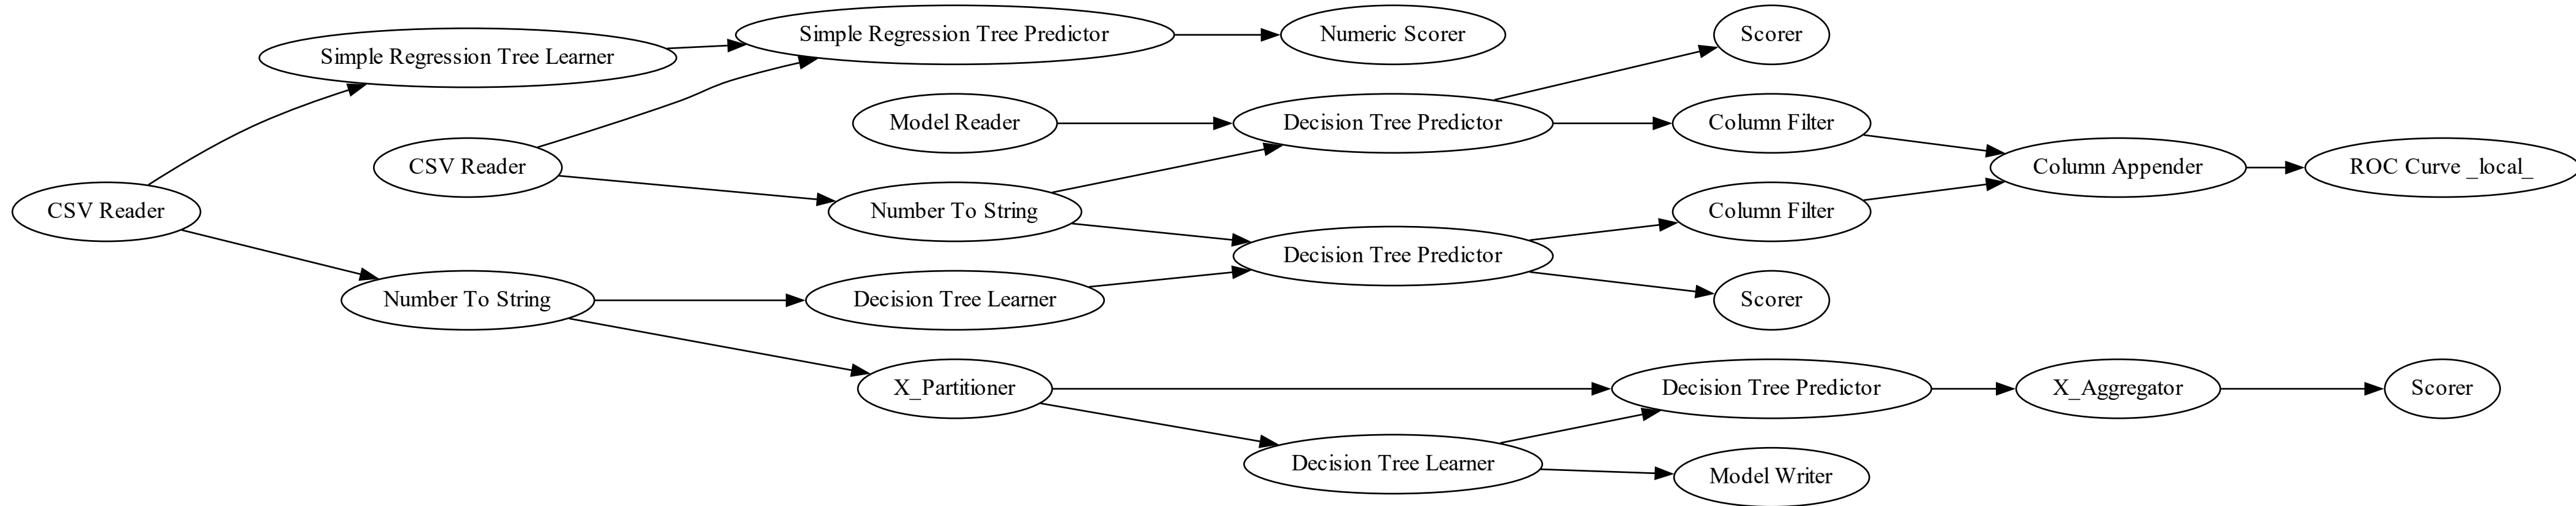 Simple Regression Tree Learner
Simple Regression Tree Predictor
Numeric Scorer
Scorer
Model Reader
Decision Tree Predictor
Column Filter
CSV Reader
CSV Reader
Number To String
Column Filter
Column Appender
ROC Curve _local_
Number To String
Decision Tree Learner
Decision Tree Predictor
Scorer
X_Partitioner
Decision Tree Predictor
X_Aggregator
Scorer
Decision Tree Learner
Model Writer